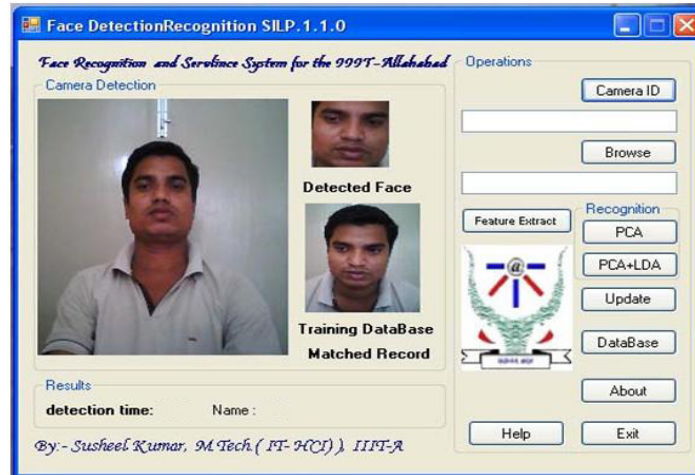 Face DetectionRecognition SILP.1.1.0
Face Recognition and Servlince System for the 999T-Allahabad
Camera Detection
Detected Face
Training DataBase
Matched Record
Results
detection time:
Name :
By:- Susheel Kumar, M.Tech.( IT- HCI) ), IIIT-A
Operations
Camera ID
Browse
Feature Extract
Recognition
PCA
PCA+LDA
Update
DataBase
About
Help
Exit